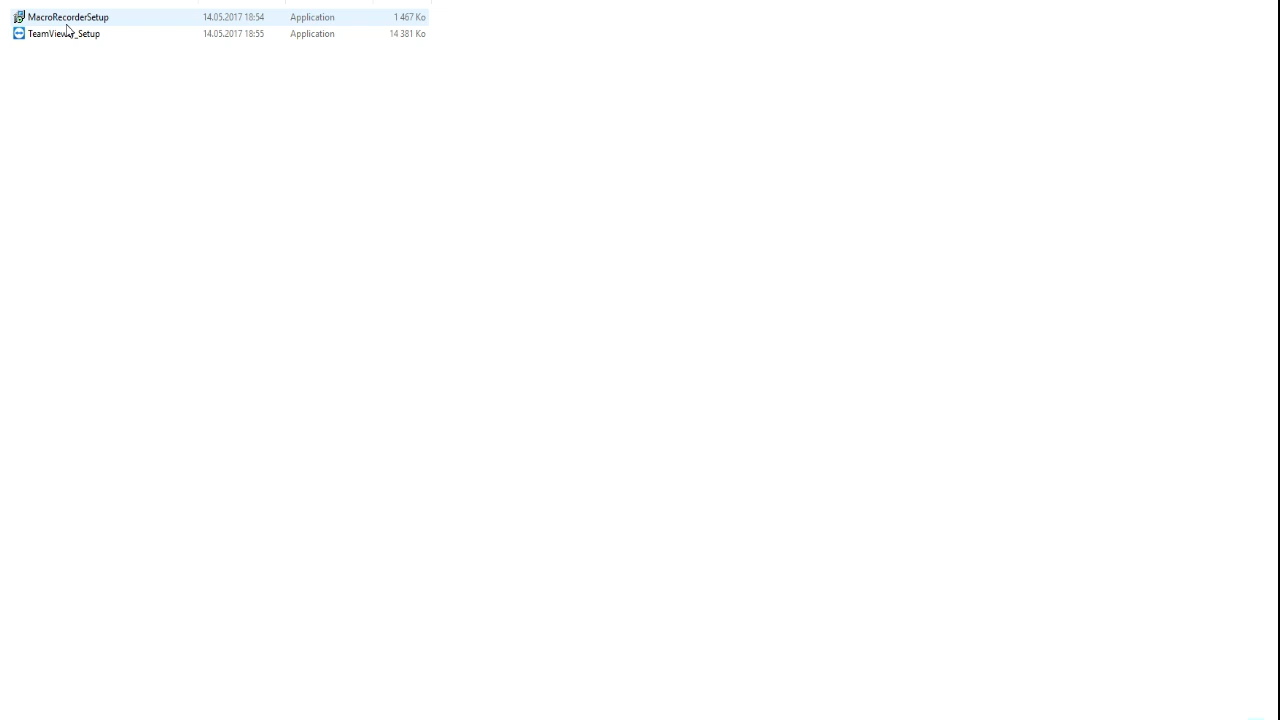 MacroRecorderSetup 14.05.2017 18:54 Application 1 467 Ko
TeamViewer_Setup 14.05.2017 18:55 Application 14 381 Ko